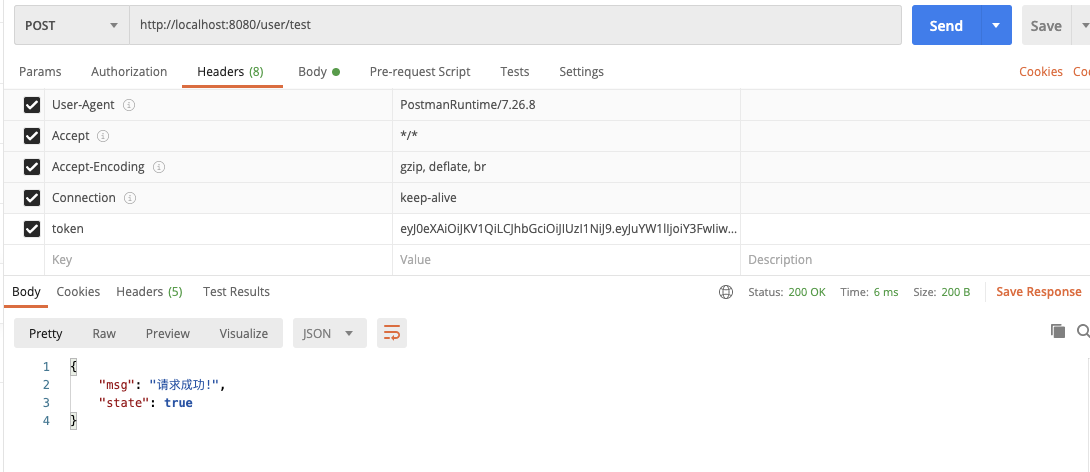 POST http://localhost:8080/user/test Send Save
Params Authorization Headers (8) Body Pre-request Script Tests Settings Cookies
User-Agent PostmanRuntime/7.26.8
Accept */*
Accept-Encoding gzip, deflate, br
Connection keep-alive
token eyJ0eXAiOiJKV1QiLCJhbGciOiJIUzI1NiJ9.eyJuYW1lIjoiY3FwIiw...
Key Value Description
Body Cookies Headers (5) Test Results Status: 200 OK Time: 6 ms Size: 200 B Save Response
Pretty Raw Preview Visualize JSON
1 {
2 "msg": "请求成功!",
3 "state": true
4 }